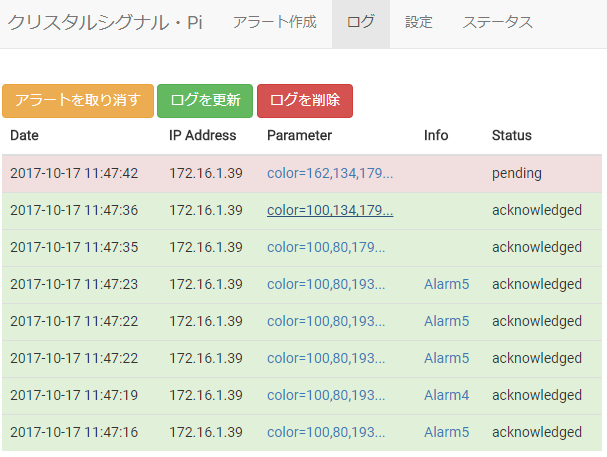 クリスタルシグナル・Pi アラート作成 ログ 設定 ステータス
アラートを取り消す ログを更新 ログを削除
Date IP Address Parameter Info Status
2017-10-17 11:47:42 172.16.1.39 color=162,134,179... pending
2017-10-17 11:47:36 172.16.1.39 color=100,134,179... acknowledged
2017-10-17 11:47:35 172.16.1.39 color=100,80,179... acknowledged
2017-10-17 11:47:23 172.16.1.39 color=100,80,193... Alarm5 acknowledged
2017-10-17 11:47:22 172.16.1.39 color=100,80,193... Alarm5 acknowledged
2017-10-17 11:47:22 172.16.1.39 color=100,80,193... Alarm5 acknowledged
2017-10-17 11:47:19 172.16.1.39 color=100,80,193... Alarm4 acknowledged
2017-10-17 11:47:16 172.16.1.39 color=100,80,193... Alarm5 acknowledged